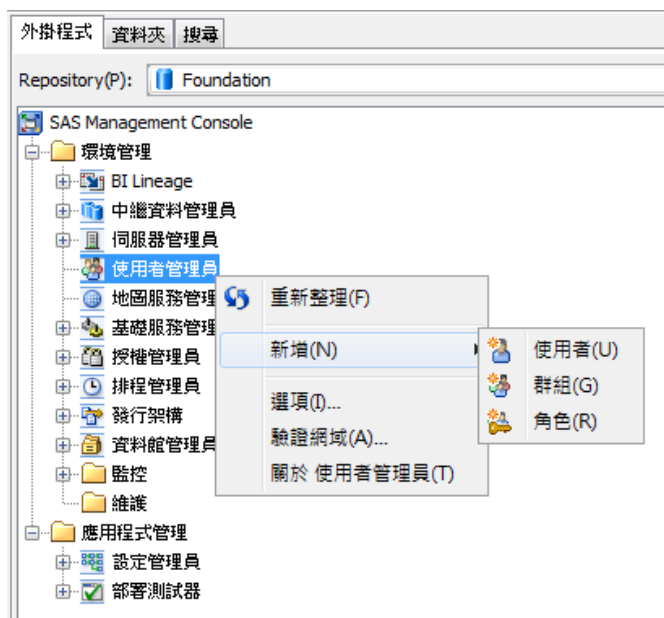 外掛程式 資料夾 搜尋
Repository(P): Foundation
SAS Management Console
環境管理
BI Lineage
中繼資料管理員
伺服器管理員
使用者管理員
地圖服務管理
基礎服務管理
授權管理員
排程管理員
發行架構
資料館管理員
監控
維護
應用程式管理
設定管理員
部署測試器
重新整理(F)
新增(N)
選項(I)...
驗證網域(A)...
關於 使用者管理員(T)
使用者(U)
群組(G)
角色(R)